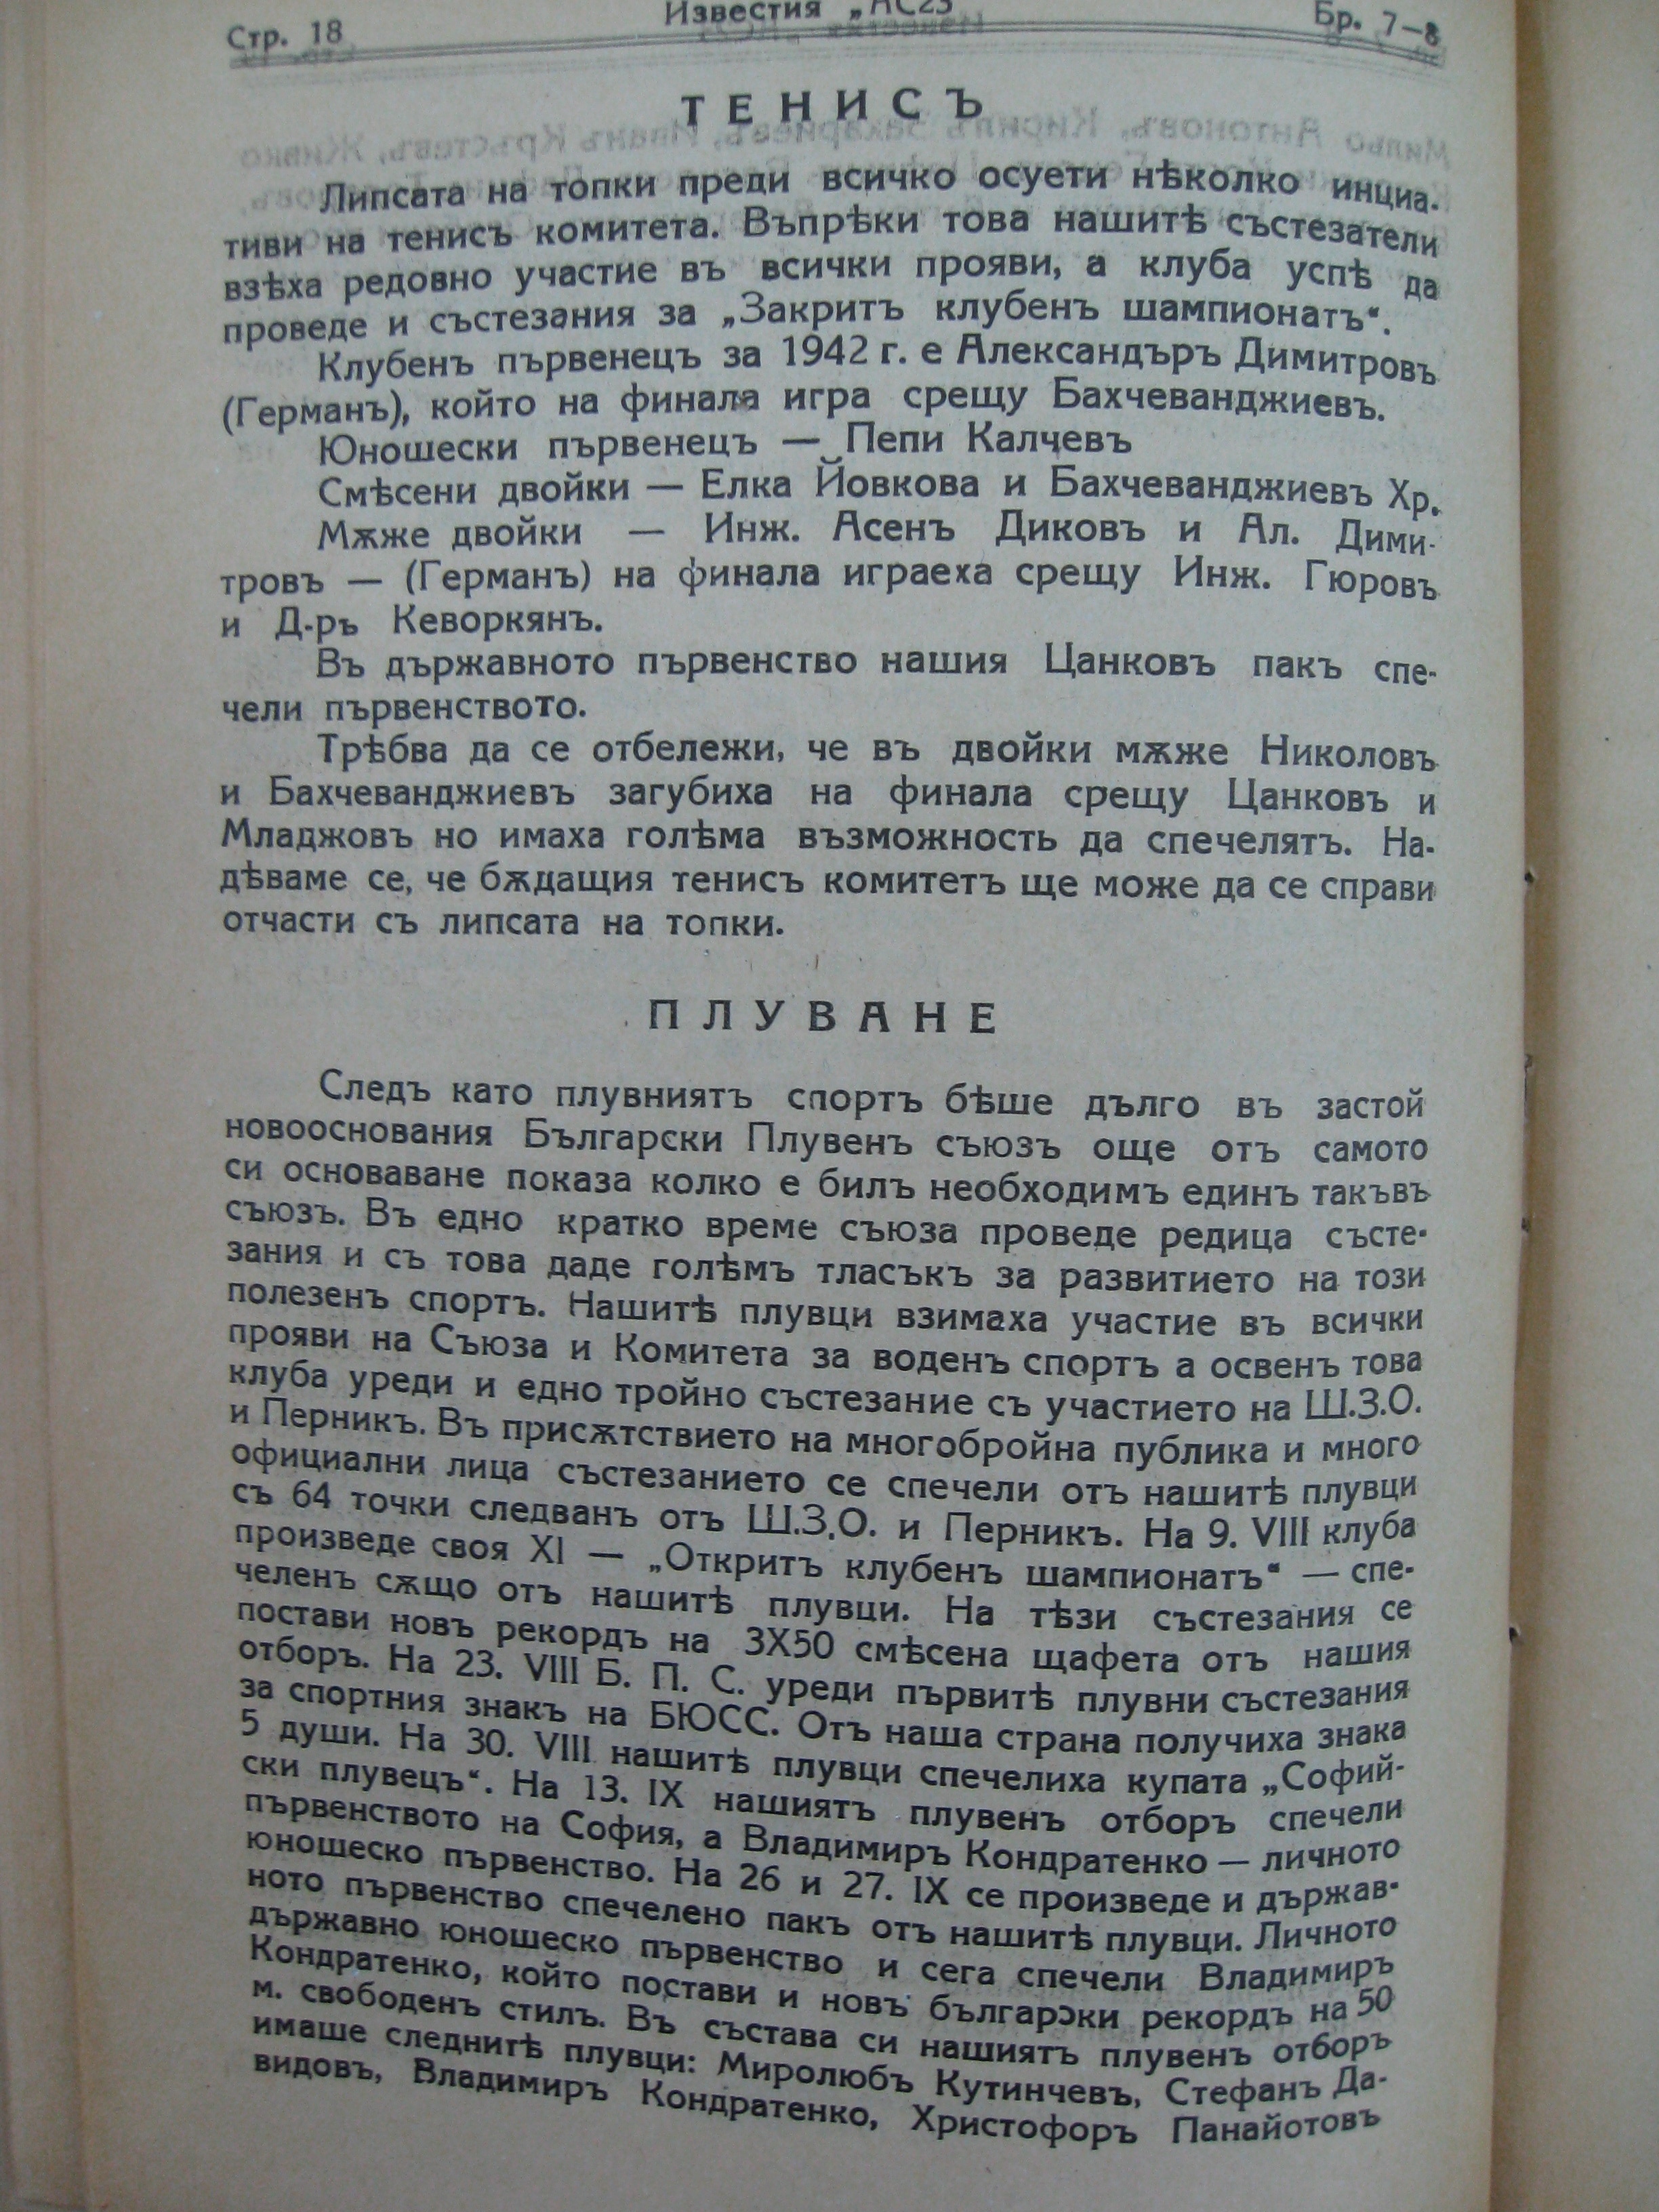 Стр. 18
Известия „АС23
Бр. 7—8
ТЕНИСЪ
Липсата на топки преди всичко осуети нѣколко инциа-
тиви на тенисъ комитета. Въпрѣки това нашитѣ състезатели
взѣха редовно участие въ всички прояви, а клуба успѣ да
проведе и състезания за „Закритъ клубенъ шампионатъ“.
Клубенъ първенецъ за 1942 г. е Александъръ Димитровъ
(Германъ), който на финала игра срещу Бахчеванджиевъ.
Юношески първенецъ — Пепи Калчевъ
Смѣсени двойки — Елка Йовкова и Бахчеванджиевъ Хр.
Мѫже двойки — Инж. Асенъ Диковъ и Ал. Дими-
тровъ — (Германъ) на финала играеха срещу Инж. Гюровъ
и Д-ръ Кеворкянъ.
Въ държавното първенство нашия Цанковъ пакъ спе-
чели първенството.
Трѣбва да се отбележи, че въ двойки мѫже Николовъ
и Бахчеванджиевъ загубиха на финала срещу Цанковъ и
Младжовъ но имаха голѣма възможность да спечелятъ. На-
дѣваме се, че бѫдащия тенисъ комитетъ ще може да се справи
отчасти съ липсата на топки.
ПЛУВАНЕ
Следъ като плувниятъ спортъ бѣше дълго въ застой
новооснования Български Плувенъ съюзъ още отъ самото
си основаване показа колко е билъ необходимъ единъ такъвъ
съюзъ. Въ едно кратко време съюза проведе редица състе-
зания и съ това даде голѣмъ тласъкъ за развитието на този
полезенъ спортъ. Нашитѣ плувци взимаха участие въ всички
прояви на Съюза и Комитета за воденъ спортъ а освенъ това
клуба уреди и едно тройно състезание съ участието на Ш.З.О.
и Перникъ. Въ присѫтствието на многобройна публика и много
официални лица състезанието се спечели отъ нашитѣ плувци
съ 64 точки следванъ отъ Ш.З.О. и Перникъ. На 9. VIII клуба
произведе своя XI — „Откритъ клубенъ шампионатъ“ — спе-
челенъ сѫщо отъ нашитѣ плувци. На тѣзи състезания се
постави новъ рекордъ на 3X50 смѣсена щафета отъ нашия
отборъ. На 23. VIII Б. П. С. уреди първитѣ плувни състезания
за спортния знакъ на БЮСС. Отъ наша страна получиха знака
5 души. На 30. VIII нашитѣ плувци спечелиха купата „Софий-
ски плувецъ“. На 13. IX нашиятъ плувенъ отборъ спечели
първенството на София, а Владимиръ Кондратенко — личното
юношеско първенство. На 26 и 27. IX се произведе и държав-
ното първенство спечелено пакъ отъ нашитѣ плувци. Личното
държавно юношеско първенство и сега спечели Владимиръ
Кондратенко, който постави и новъ български рекордъ на 50
м. свободенъ стилъ. Въ състава си нашиятъ плувенъ отборъ
имаше следнитѣ плувци: Миролюбъ Кутинчевъ, Стефанъ Да-
видовъ, Владимиръ Кондратенко, Христофоръ Панайотовъ